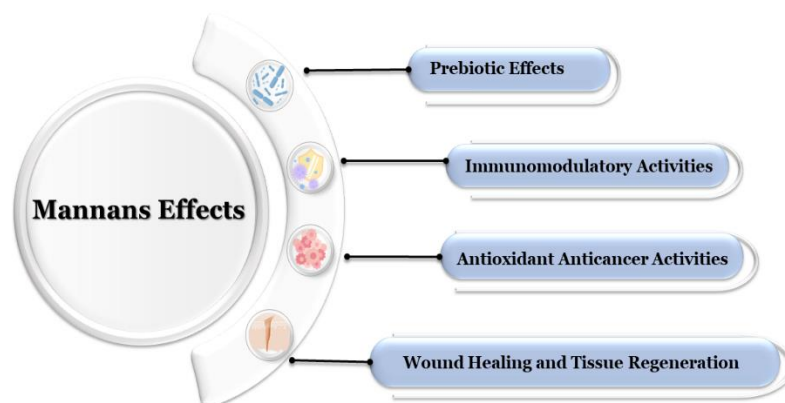 Prebiotic Effects
Immunomodulatory Activities
Mannans Effects
Antioxidant Anticancer Activities
Wound Healing and Tissue Regeneration